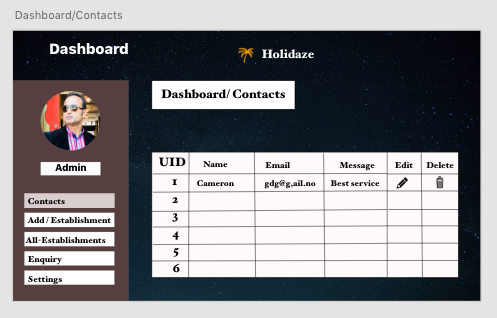 Dashboard/Contacts
Dashboard
Holidaze
Dashboard/ Contacts
Admin
Contacts
Add / Establishment
All-Establishments
Enquiry
Settings
UID Name Email Message Edit Delete
1 Cameron gdg@g,ail.no Best service
2
3
4
5
6